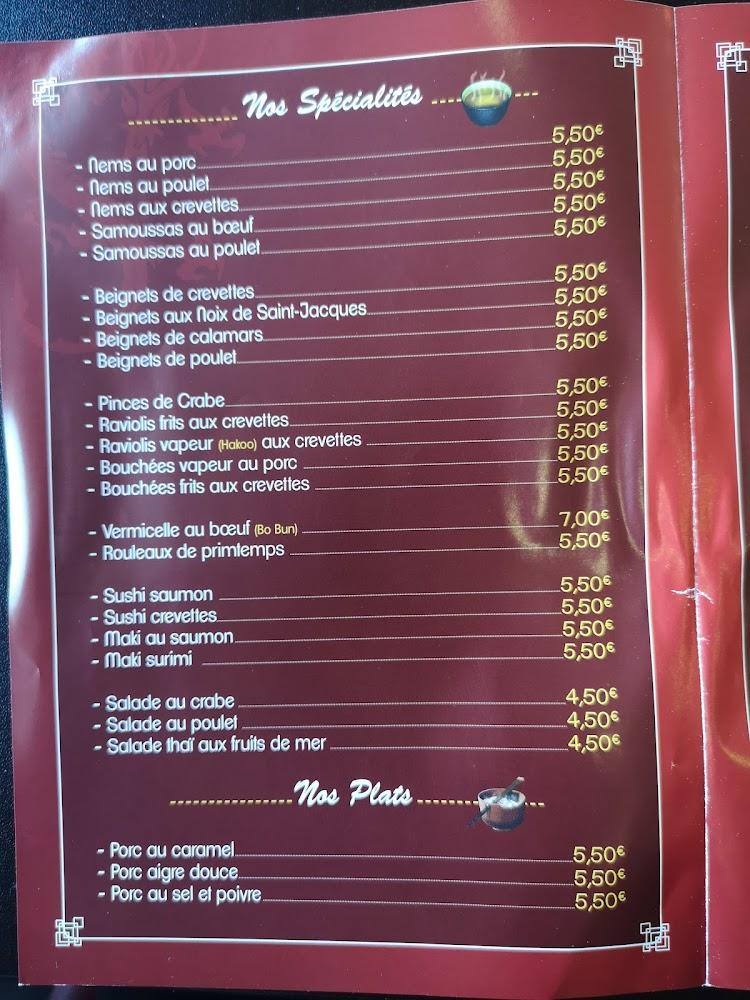 Nos Spécialités
- Nems au porc 5,50€
- Nems au poulet 5,50€
- Nems aux crevettes 5,50€
- Samoussas au bœuf 5,50€
- Samoussas au poulet 5,50€
- Beignets de crevettes 5,50€
- Beignets aux Noix de Saint-Jacques 5,50€
- Beignets de calamars 5,50€
- Beignets de poulet 5,50€
- Pinces de Crabe 5,50€
- Raviolis frits aux crevettes 5,50€
- Raviolis vapeur (Hakoo) aux crevettes 5,50€
- Bouchées vapeur au porc 5,50€
- Bouchées frits aux crevettes 5,50€
- Vermicelle au bœuf (Bo Bun) 7,00€
- Rouleaux de primtemps 5,50€
- Sushi saumon 5,50€
- Sushi crevettes 5,50€
- Maki au saumon 5,50€
- Maki surimi 5,50€
- Salade au crabe 4,50€
- Salade au poulet 4,50€
- Salade thaï aux fruits de mer 4,50€
Nos Plats
- Porc au caramel 5,50€
- Porc aigre douce 5,50€
- Porc au sel et poivre 5,50€